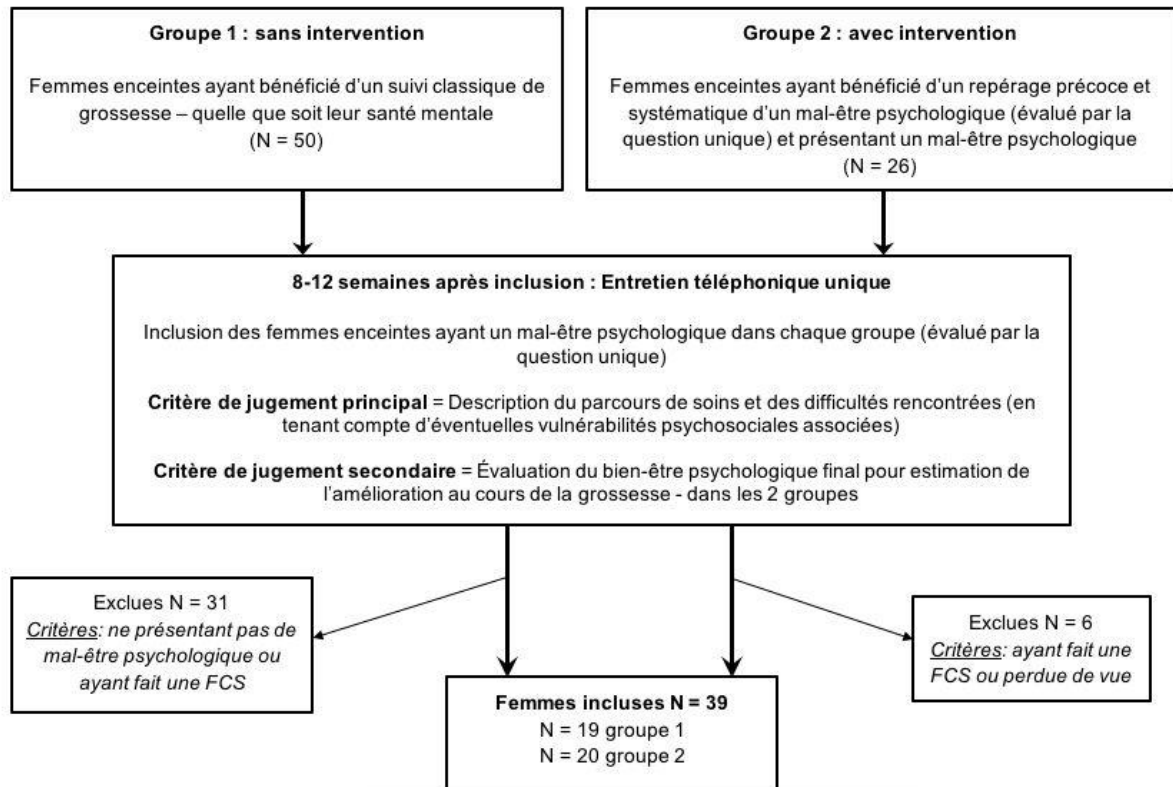 Groupe 1 : sans intervention
Femmes enceintes ayant bénéficié d'un suivi classique de
grossesse – quelle que soit leur santé mentale
(N = 50)
Groupe 2 : avec intervention
Femmes enceintes ayant bénéficié d'un repérage précoce et
systématique d'un mal-être psychologique (évalué par la
question unique) et présentant un mal-être psychologique
(N = 26)
8-12 semaines après inclusion : Entretien téléphonique unique
Inclusion des femmes enceintes ayant un mal-être psychologique dans chaque groupe (évalué par la
question unique)
Critère de jugement principal = Description du parcours de soins et des difficultés rencontrées (en
tenant compte d'éventuelles vulnérabilités psychosociales associées)
Critère de jugement secondaire = Évaluation du bien-être psychologique final pour estimation de
l'amélioration au cours de la grossesse - dans les 2 groupes
Exclues N = 31
Critères: ne présentant pas de
mal-être psychologique ou
ayant fait une FCS
Exclues N = 6
Critères: ayant fait une
FCS ou perdue de vue
Femmes incluses N = 39
N = 19 groupe 1
N = 20 groupe 2